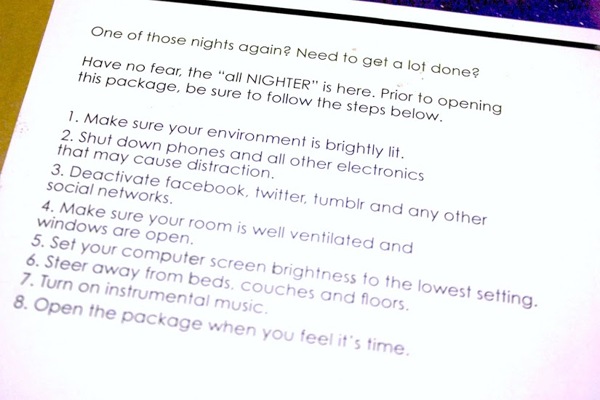 One of those nights again? Need to get a lot done?
Have no fear, the “all NIGHTER” is here. Prior to opening
this package, be sure to follow the steps below.
1. Make sure your environment is brightly lit.
2. Shut down phones and all other electronics
that may cause distraction.
3. Deactivate facebook, twitter, tumblr and any other
social networks.
4. Make sure your room is well ventilated and
windows are open.
5. Set your computer screen brightness to the lowest setting.
6. Steer away from beds, couches and floors.
7. Turn on instrumental music.
8. Open the package when you feel it's time.